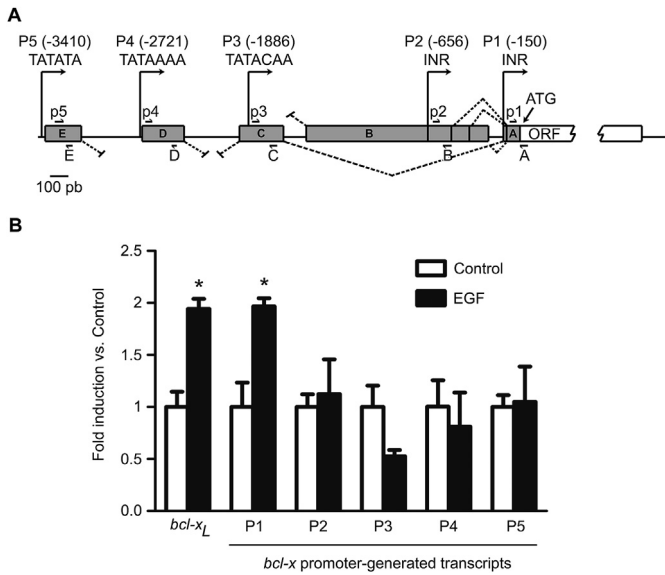 A
P5 (-3410) P4 (-2721) P3 (-1886) P2 (-656) P1 (-150)
TATATA TATAAAA TATACAA INR INR
p5 p4 p3 p2 p1 ATG
E D C B A ORF
E D C B A
100 pb
B
Fold induction vs. Control
2.5
2
1.5
1
0.5
0.0
* *
Control
EGF
bcl-xL P1 P2 P3 P4 P5
bcl-x promoter-generated transcripts